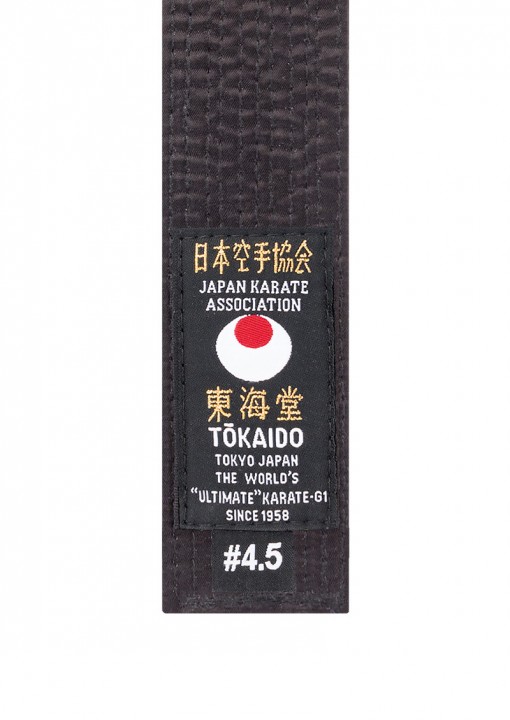 日本空手協会
JAPAN KARATE
ASSOCIATION
東海堂
TŌKAIDO
TOKYO JAPAN
THE WORLD'S
“ULTIMATE” KARATE-GI
SINCE 1958
#4.5